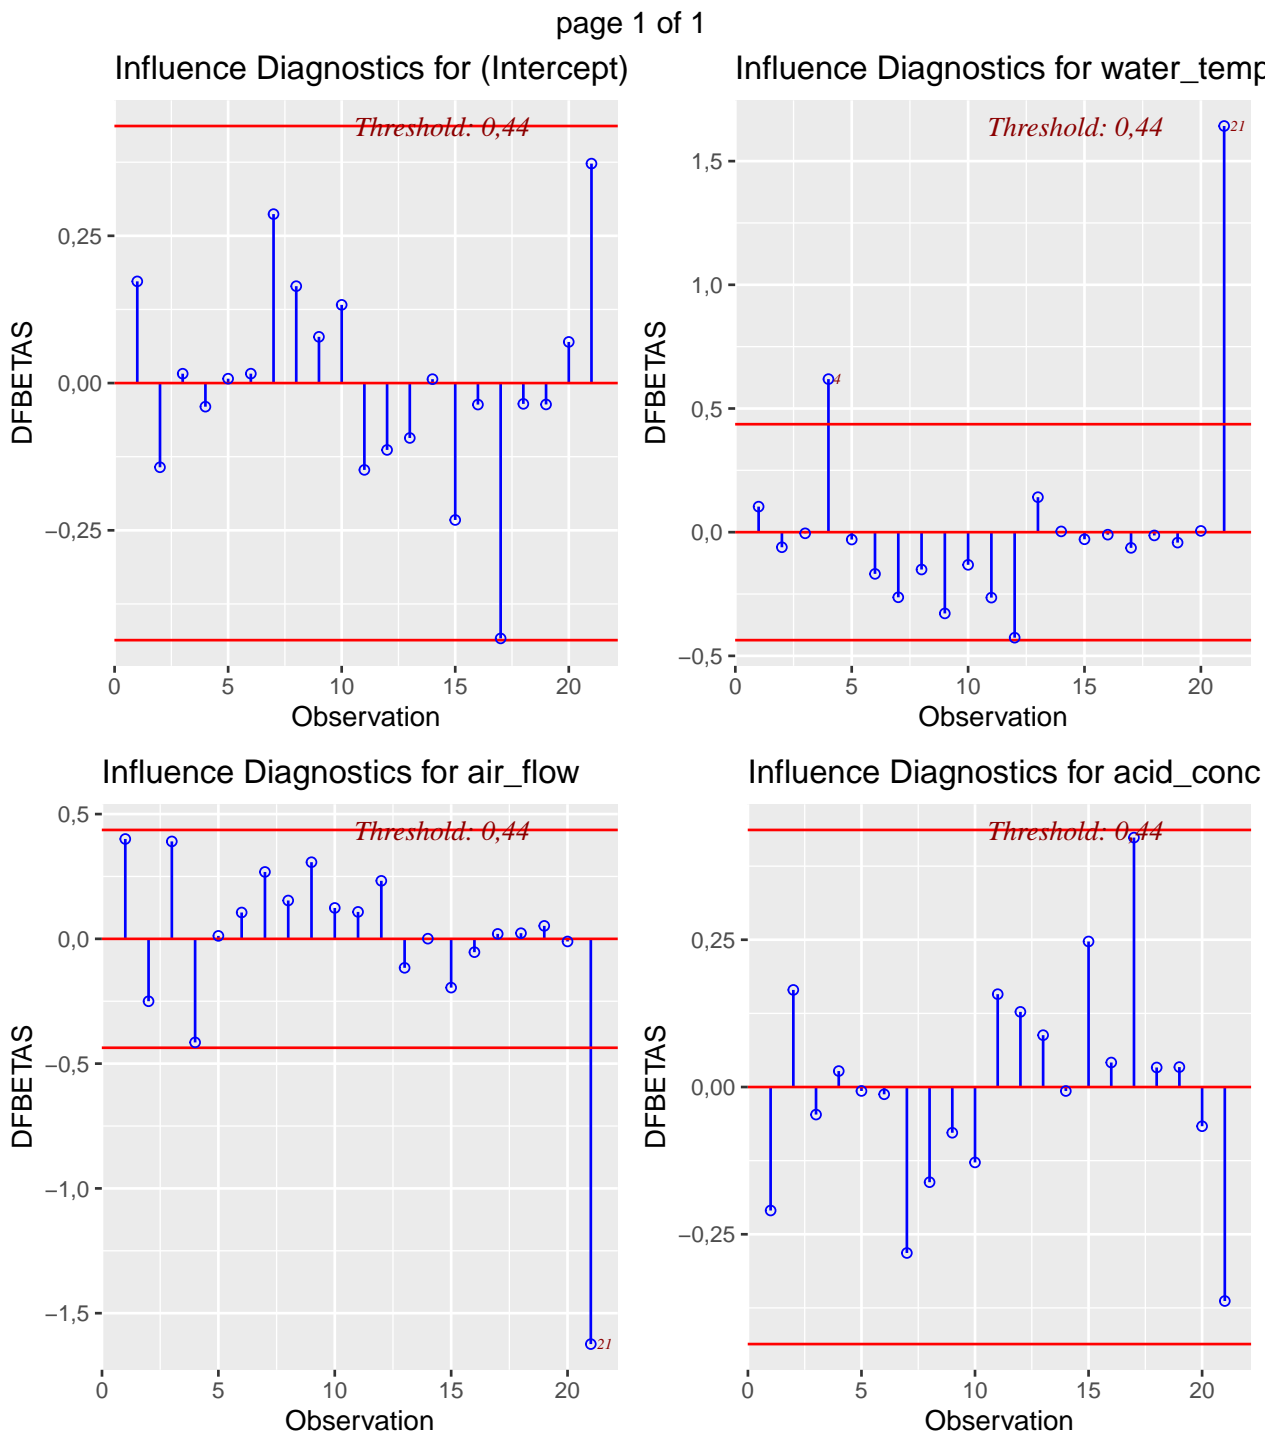 page 1 of 1
Influence Diagnostics for (Intercept)
Threshold: 0,44
0,25
0,00
−0,25
DFBETAS
0 5 10 15 20
Observation
Influence Diagnostics for water_temp
Threshold: 0,44
21
4
1,5
1,0
0,5
0,0
−0,5
DFBETAS
0 5 10 15 20
Observation
Influence Diagnostics for air_flow
Threshold: 0,44
0,5
0,0
−0,5
−1,0
−1,5
21
DFBETAS
0 5 10 15 20
Observation
Influence Diagnostics for acid_conc
Threshold: 0,44
0,25
0,00
−0,25
DFBETAS
0 5 10 15 20
Observation